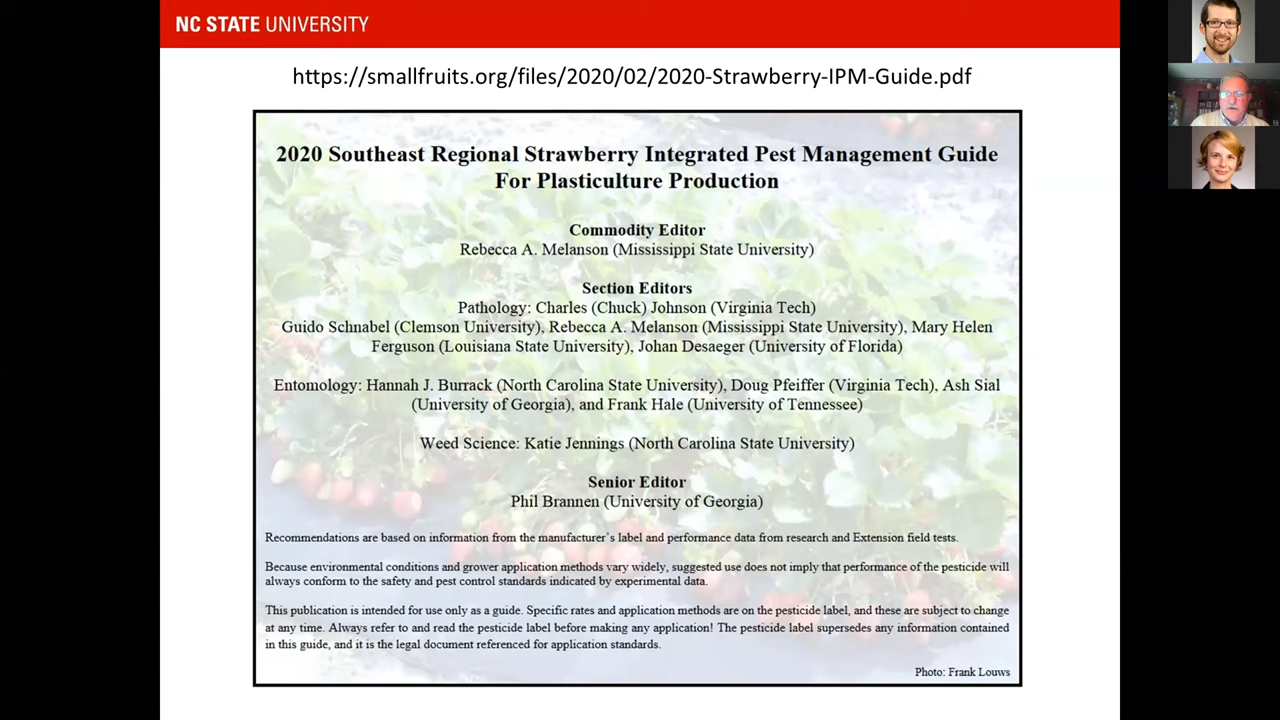 NC STATE UNIVERSITY
https://smallfruits.org/files/2020/02/2020-Strawberry-IPM-Guide.pdf
2020 Southeast Regional Strawberry Integrated Pest Management Guide
For Plasticulture Production
Commodity Editor
Rebecca A. Melanson (Mississippi State University)
Section Editors
Pathology: Charles (Chuck) Johnson (Virginia Tech)
Guido Schnabel (Clemson University), Rebecca A. Melanson (Mississippi State University), Mary Helen
Ferguson (Louisiana State University), Johan Desaeger (University of Florida)
Entomology: Hannah J. Burrack (North Carolina State University), Doug Pfeiffer (Virginia Tech), Ash Sial
(University of Georgia), and Frank Hale (University of Tennessee)
Weed Science: Katie Jennings (North Carolina State University)
Senior Editor
Phil Brannen (University of Georgia)
Recommendations are based on information from the manufacturer's label and performance data from research and Extension field tests.
Because environmental conditions and grower application methods vary widely, suggested use does not imply that performance of the pesticide will
always conform to the safety and pest control standards indicated by experimental data.
This publication is intended for use only as a guide. Specific rates and application methods are on the pesticide label, and these are subject to change
at any time. Always refer to and read the pesticide label before making any application! The pesticide label supersedes any information contained
in this guide, and it is the legal document referenced for application standards.
Photo: Frank Louws